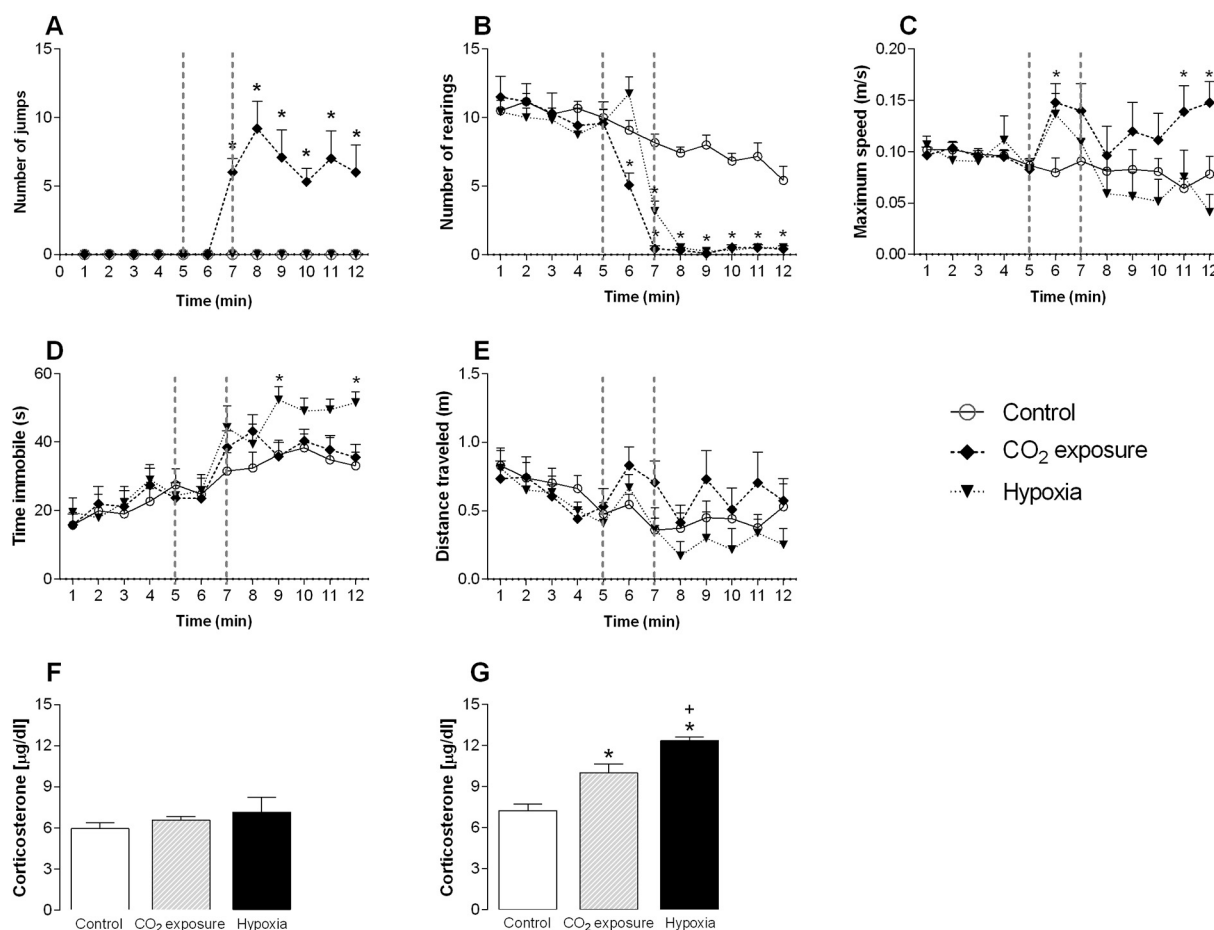 A
Number of jumps
15
10
5
0
* * * * * *
0 1 2 3 4 5 6 7 8 9 10 11 12
Time (min)
B
Number of rearings
15
10
5
0
* * * * * * * *
1 2 3 4 5 6 7 8 9 10 11 12
Time (min)
C
Maximum speed (m/s)
0.20
0.15
0.10
0.05
0.00
* * *
1 2 3 4 5 6 7 8 9 10 11 12
Time (min)
D
Time immobile (s)
60
40
20
0
* *
1 2 3 4 5 6 7 8 9 10 11 12
Time (min)
E
Distance traveled (m)
1.5
1.0
0.5
0.0
1 2 3 4 5 6 7 8 9 10 11 12
Time (min)
Control
CO₂ exposure
Hypoxia
F
Corticosterone [µg/dl]
15
12
9
6
3
0
Control CO₂ exposure Hypoxia
G
Corticosterone [µg/dl]
15
12
9
6
3
0
*
+
*
Control CO₂ exposure Hypoxia